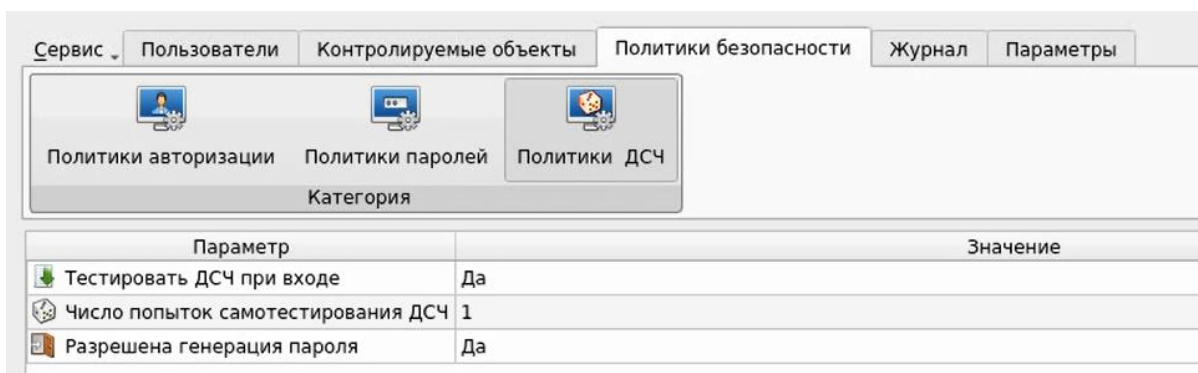 Сервис Пользователи Контролируемые объекты Политики безопасности Журнал Параметры
Политики авторизации Политики паролей Политики ДСЧ
Категория
Параметр Значение
Тестировать ДСЧ при входе Да
Число попыток самотестирования ДСЧ 1
Разрешена генерация пароля Да